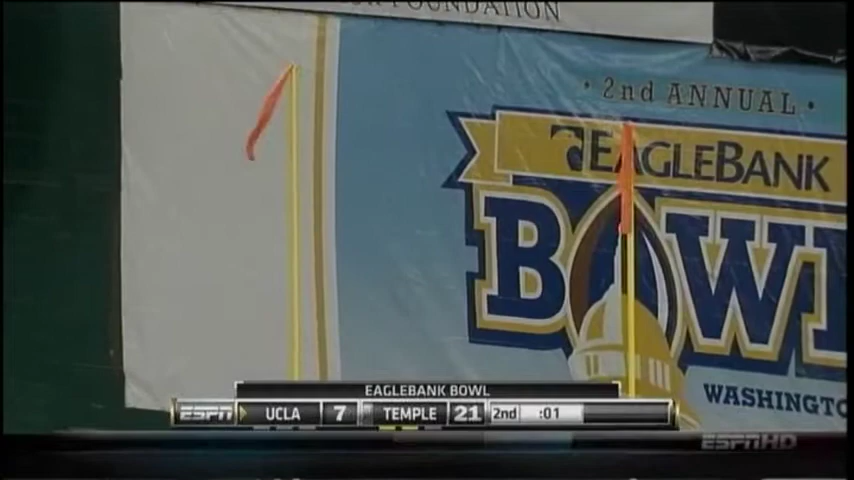 FOUNDATION
2nd ANNUAL
EAGLEBANK
BOWL
WASHINGTO
EAGLEBANK BOWL
ESPN UCLA 7 TEMPLE 21 2nd :01
ESPNHD